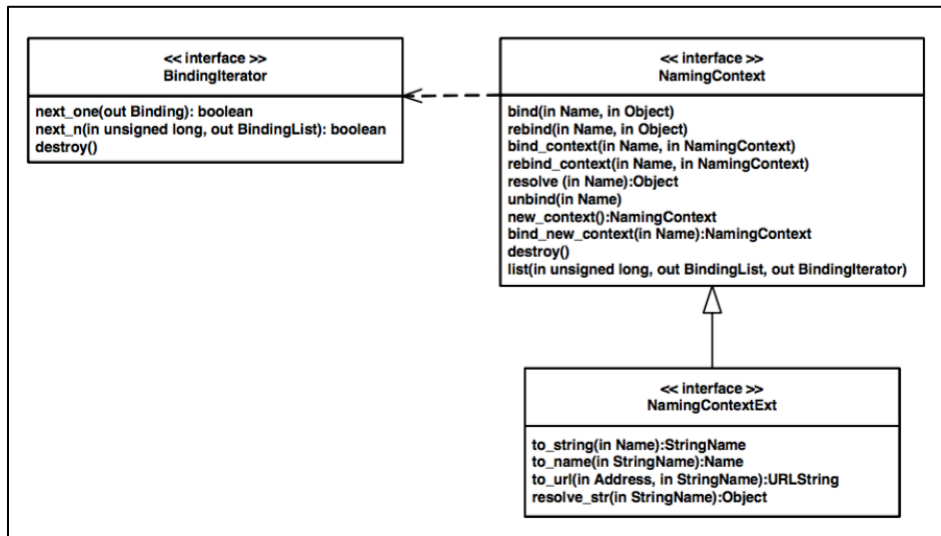 << interface >>
BindingIterator
next_one(out Binding): boolean
next_n(in unsigned long, out BindingList): boolean
destroy()
<< interface >>
NamingContext
bind(in Name, in Object)
rebind(in Name, in Object)
bind_context(in Name, in NamingContext)
rebind_context(in Name, in NamingContext)
resolve (in Name):Object
unbind(in Name)
new_context():NamingContext
bind_new_context(in Name):NamingContext
destroy()
list(in unsigned long, out BindingList, out BindingIterator)
<< interface >>
NamingContextExt
to_string(in Name):StringName
to_name(in StringName):Name
to_url(in Address, in StringName):URLString
resolve_str(in StringName):Object